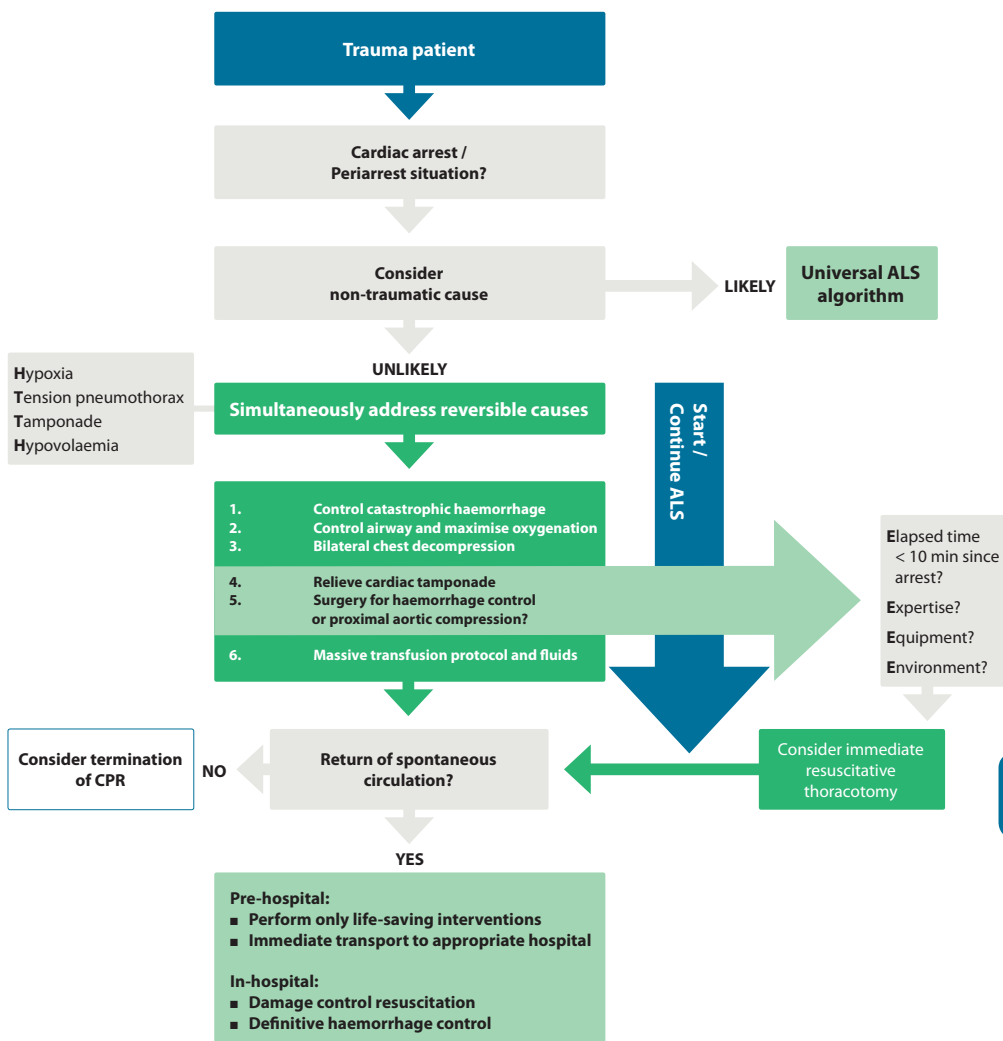 Trauma patient
Cardiac arrest /
Periarrest situation?
Consider
non-traumatic cause
LIKELY
Universal ALS
algorithm
UNLIKELY
Hypoxia
Tension pneumothorax
Tamponade
Hypovolaemia
Simultaneously address reversible causes
Start /
Continue ALS
1. Control catastrophic haemorrhage
2. Control airway and maximise oxygenation
3. Bilateral chest decompression
4. Relieve cardiac tamponade
5. Surgery for haemorrhage control
or proximal aortic compression?
6. Massive transfusion protocol and fluids
Elapsed time
< 10 min since
arrest?
Expertise?
Equipment?
Environment?
Consider termination
of CPR
NO
Return of spontaneous
circulation?
Consider immediate
resuscitative
thoracotomy
YES
Pre-hospital:
■ Perform only life-saving interventions
■ Immediate transport to appropriate hospital
In-hospital:
■ Damage control resuscitation
■ Definitive haemorrhage control